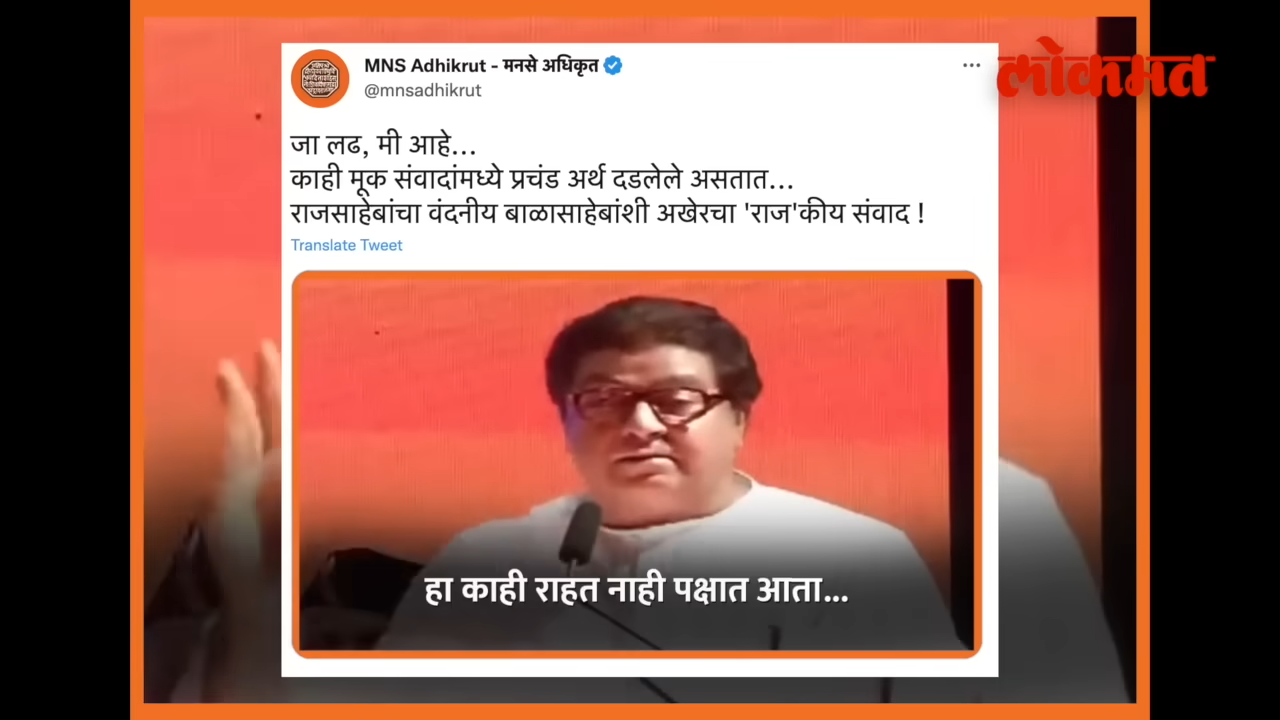 MNS Adhikrut - मनसे अधिकृत
@mnsadhikrut
लोकमत
जा लढ, मी आहे...
काही मूक संवादांमध्ये प्रचंड अर्थ दडलेले असतात...
राजसाहेबांचा वंदनीय बाळासाहेबांशी अखेरचा 'राज'कीय संवाद !
Translate Tweet
हा काही राहत नाही पक्षात आता...